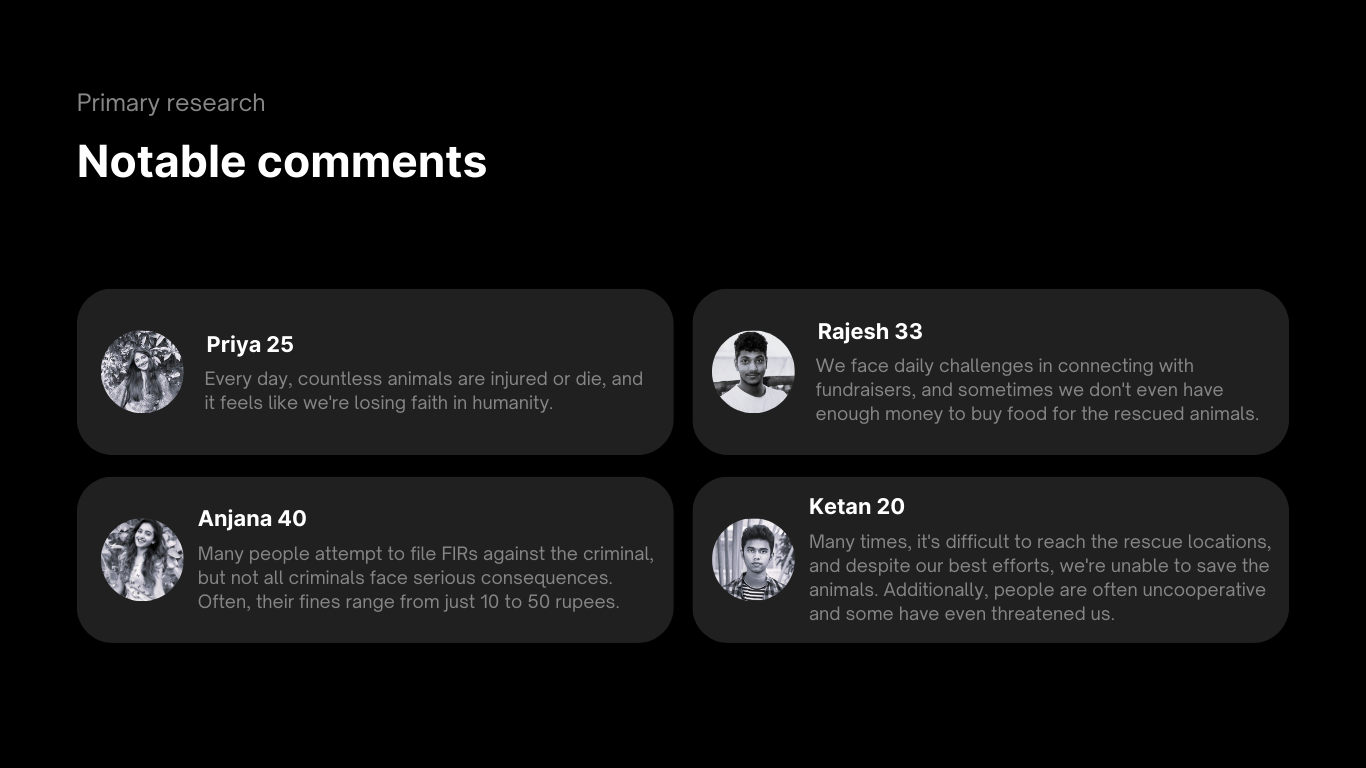 Primary research
Notable comments
Priya 25
Every day, countless animals are injured or die, and
it feels like we're losing faith in humanity.
Rajesh 33
We face daily challenges in connecting with
fundraisers, and sometimes we don't even have
enough money to buy food for the rescued animals.
Anjana 40
Many people attempt to file FIRs against the criminal,
but not all criminals face serious consequences.
Often, their fines range from just 10 to 50 rupees.
Ketan 20
Many times, it's difficult to reach the rescue locations,
and despite our best efforts, we're unable to save the
animals. Additionally, people are often uncooperative
and some have even threatened us.